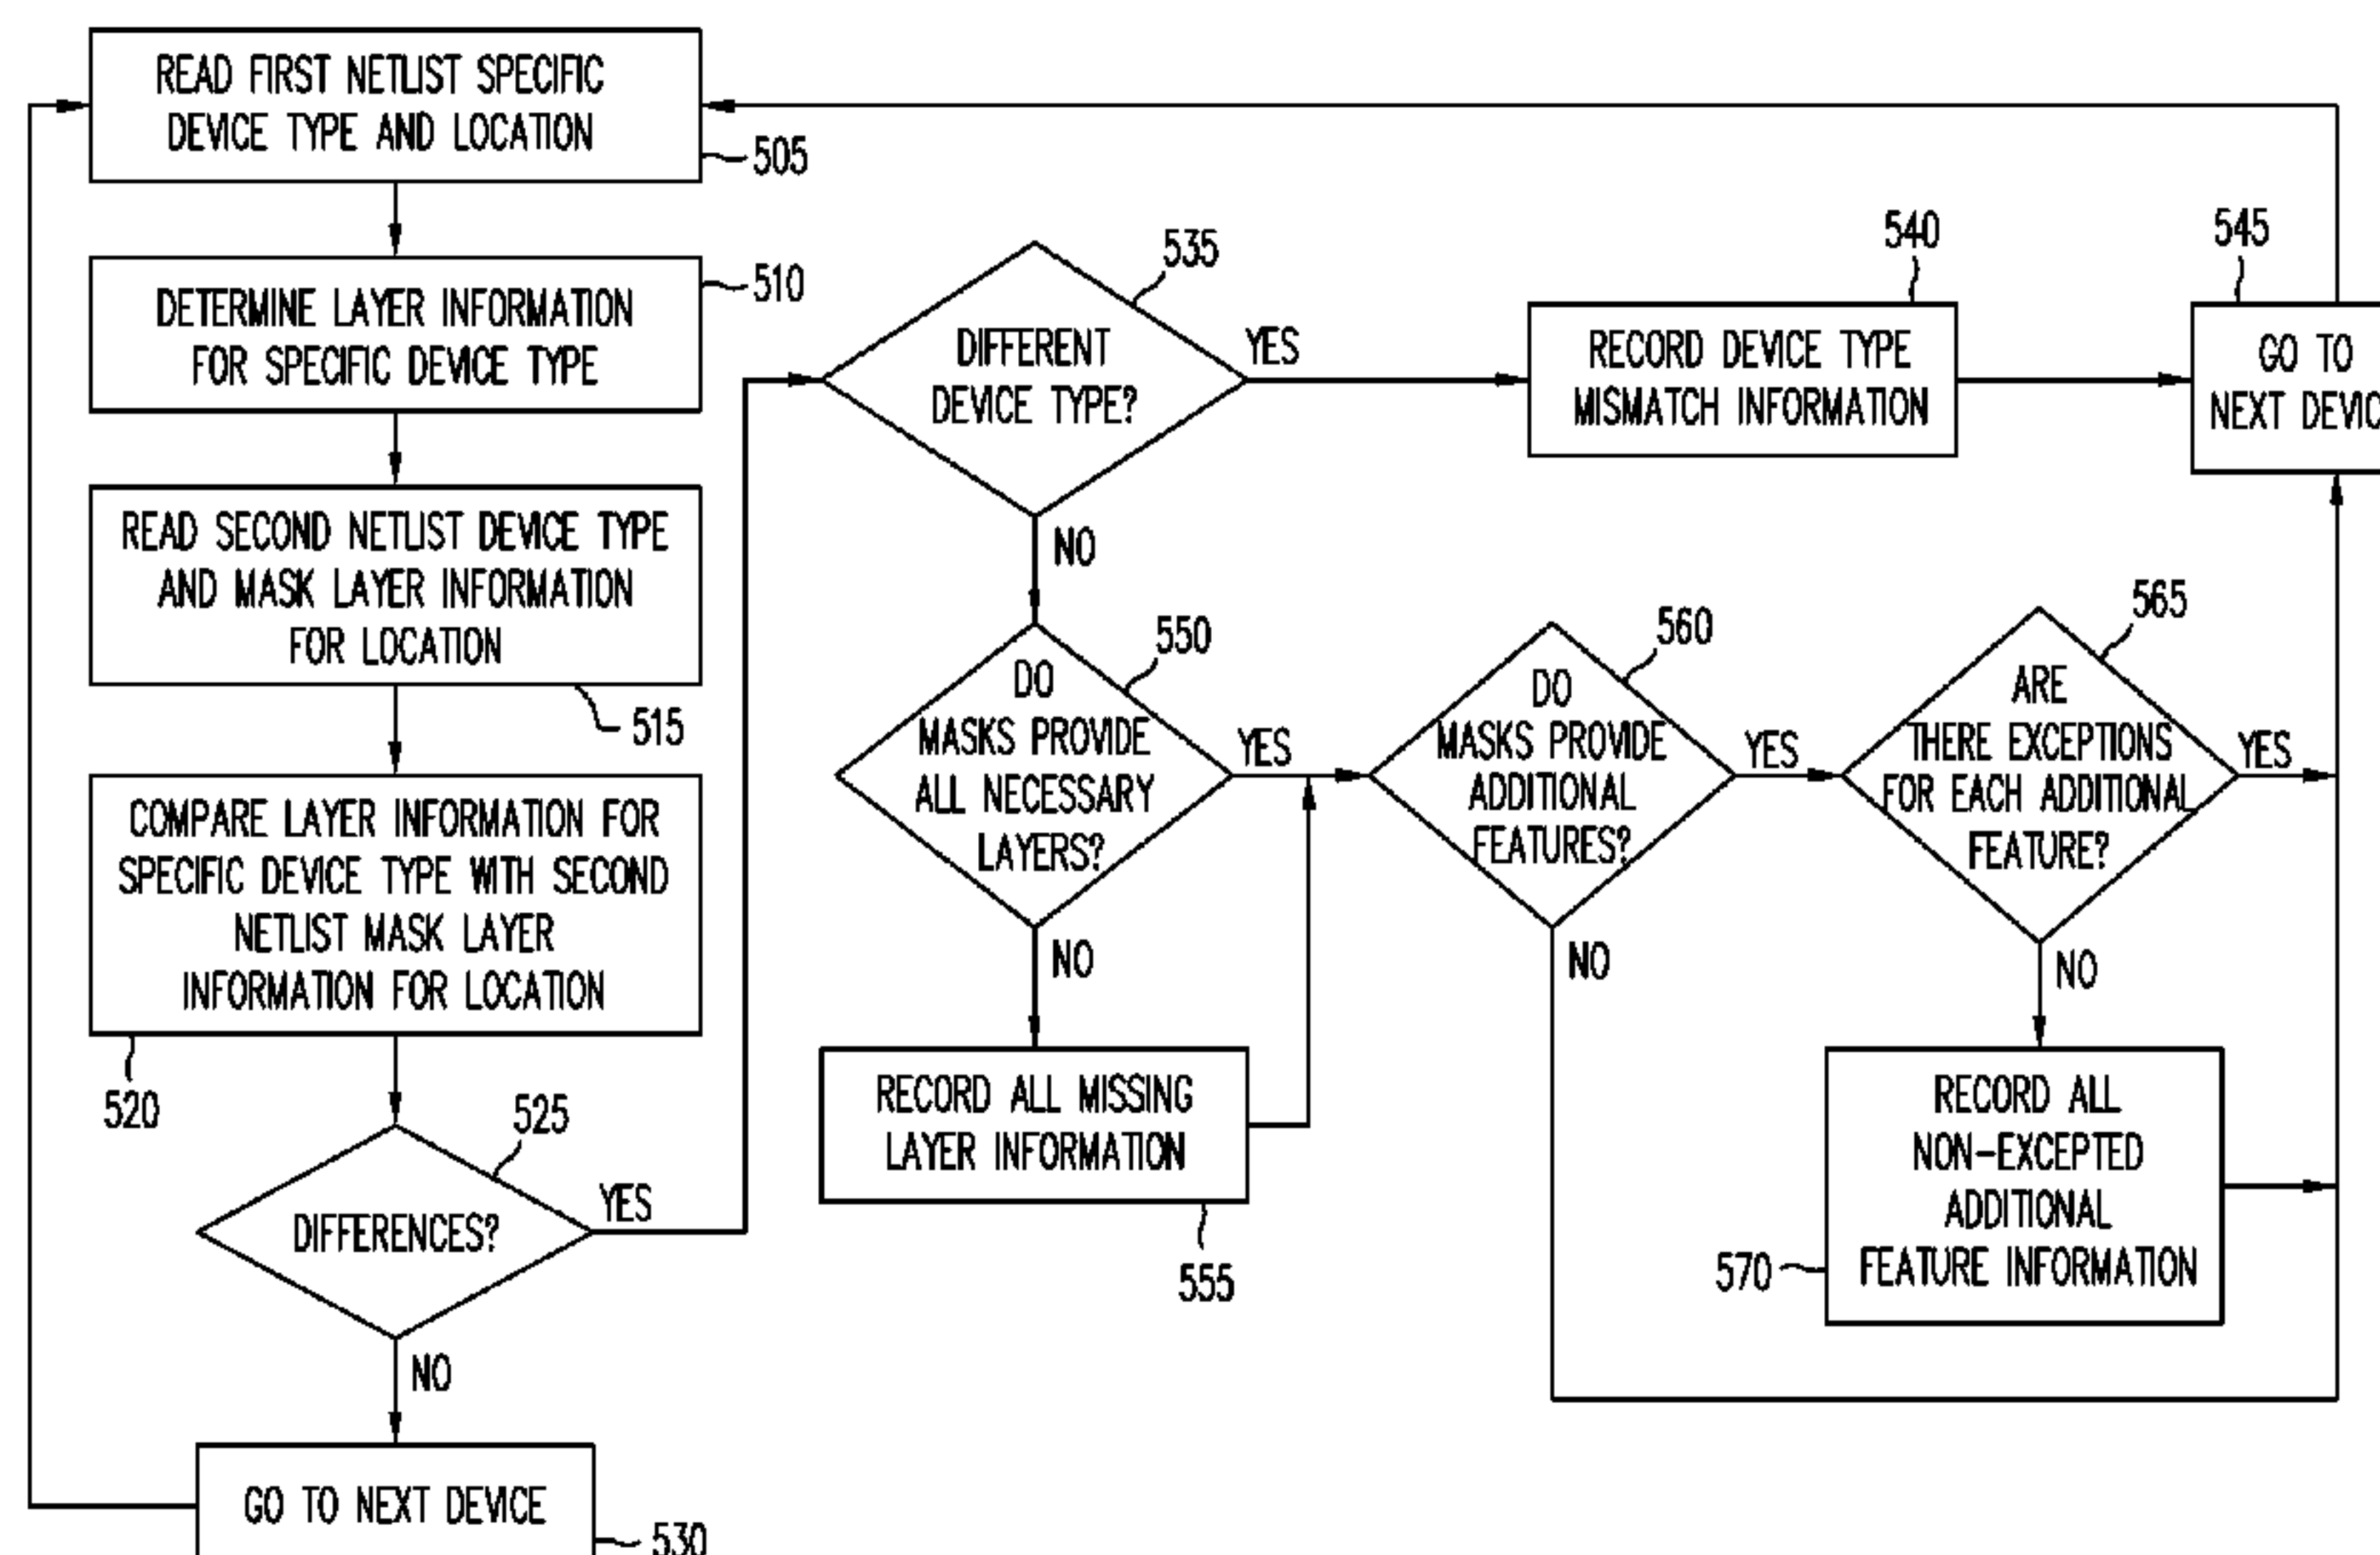 READ FIRST NETLIST SPECIFIC
DEVICE TYPE AND LOCATION
505
DETERMINE LAYER INFORMATION
FOR SPECIFIC DEVICE TYPE
510
READ SECOND NETLIST DEVICE TYPE
AND MASK LAYER INFORMATION
FOR LOCATION
515
COMPARE LAYER INFORMATION FOR
SPECIFIC DEVICE TYPE WITH SECOND
NETLIST MASK LAYER
INFORMATION FOR LOCATION
520
525
DIFFERENCES?
YES
NO
GO TO NEXT DEVICE
530
535
DIFFERENT
DEVICE TYPE?
YES
NO
540
RECORD DEVICE TYPE
MISMATCH INFORMATION
545
GO TO
NEXT DEVIC
550
DO
MASKS PROVIDE
ALL NECESSARY
LAYERS?
YES
NO
RECORD ALL MISSING
LAYER INFORMATION
555
560
DO
MASKS PROVIDE
ADDITIONAL
FEATURES?
YES
NO
565
ARE
THERE EXCEPTIONS
FOR EACH ADDITIONAL
FEATURE?
YES
NO
RECORD ALL
NON-EXCEPTED
ADDITIONAL
FEATURE INFORMATION
570